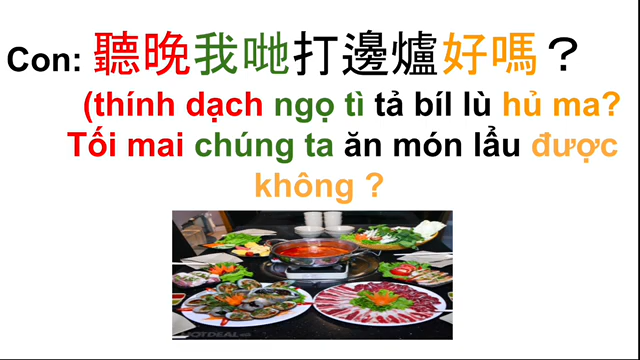 Con: 聽晚我哋打邊爐好嗎？
(thính dạch ngọ tì tả bíl lù hủ ma?
Tối mai chúng ta ăn món lẩu được
không ?
HOTDEAL